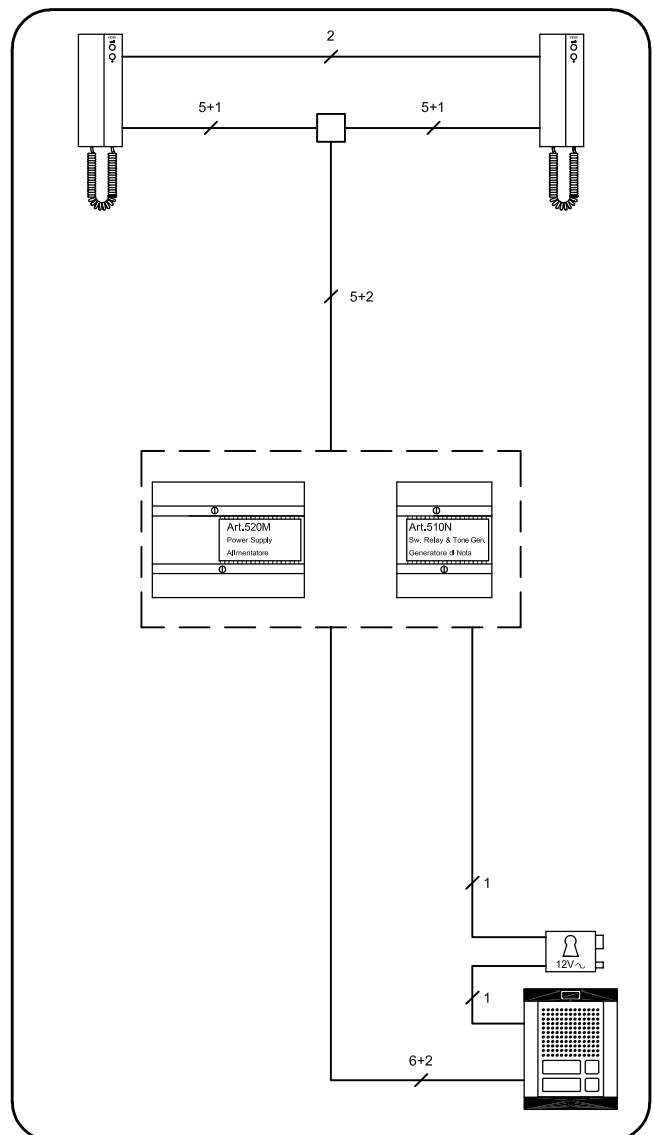 2
5+1
5+1
5+2
Art.520M
Power Supply
Alimentatore
Art.510N
Sw. Relay & Tone Gen.
Generatore di Nota
1
12V~
1
6+2